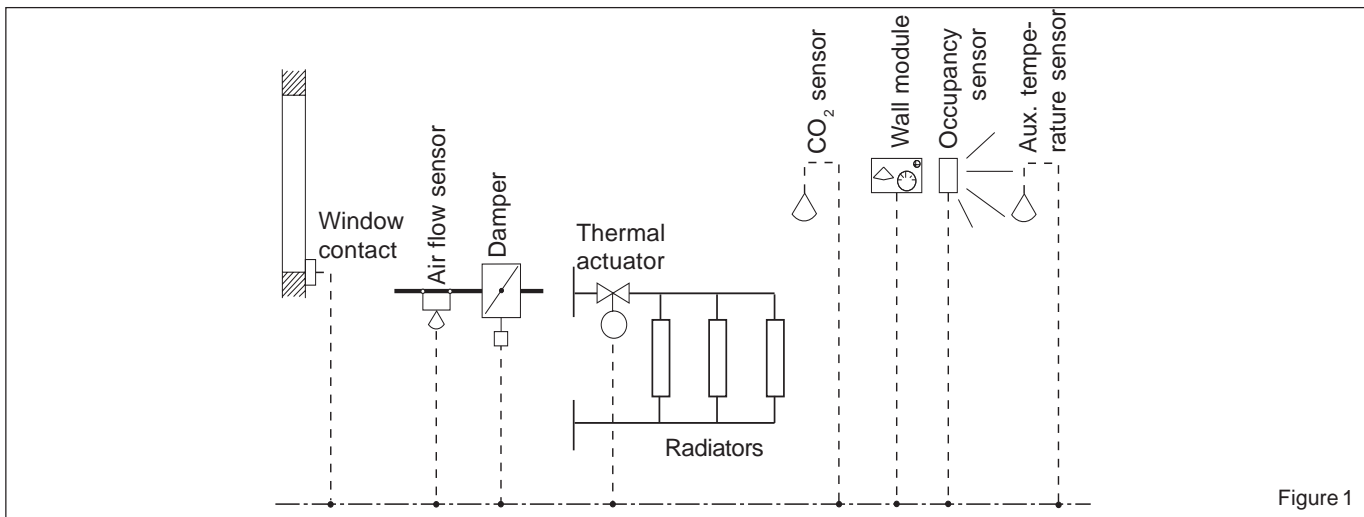 Window
contact
Air flow sensor
Damper
Thermal
actuator
Radiators
CO₂ sensor
Wall module
Occupancy
sensor
Aux. tempe-
rature sensor
Figure 1